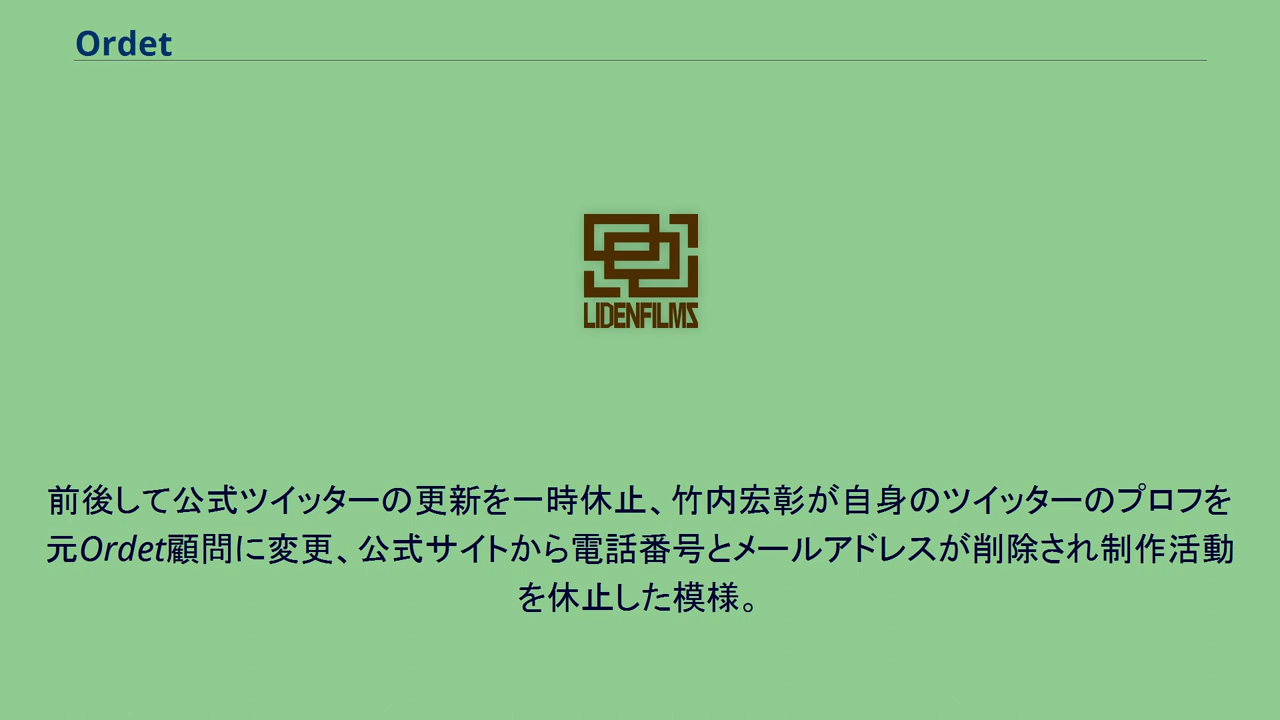 Ordet
LIDENFILMS
前後して公式ツイッターの更新を一時休止、竹内宏彰が自身のツイッターのプロフを
元Ordet顧問に変更、公式サイトから電話番号とメールアドレスが削除され制作活動
を休止した模様。